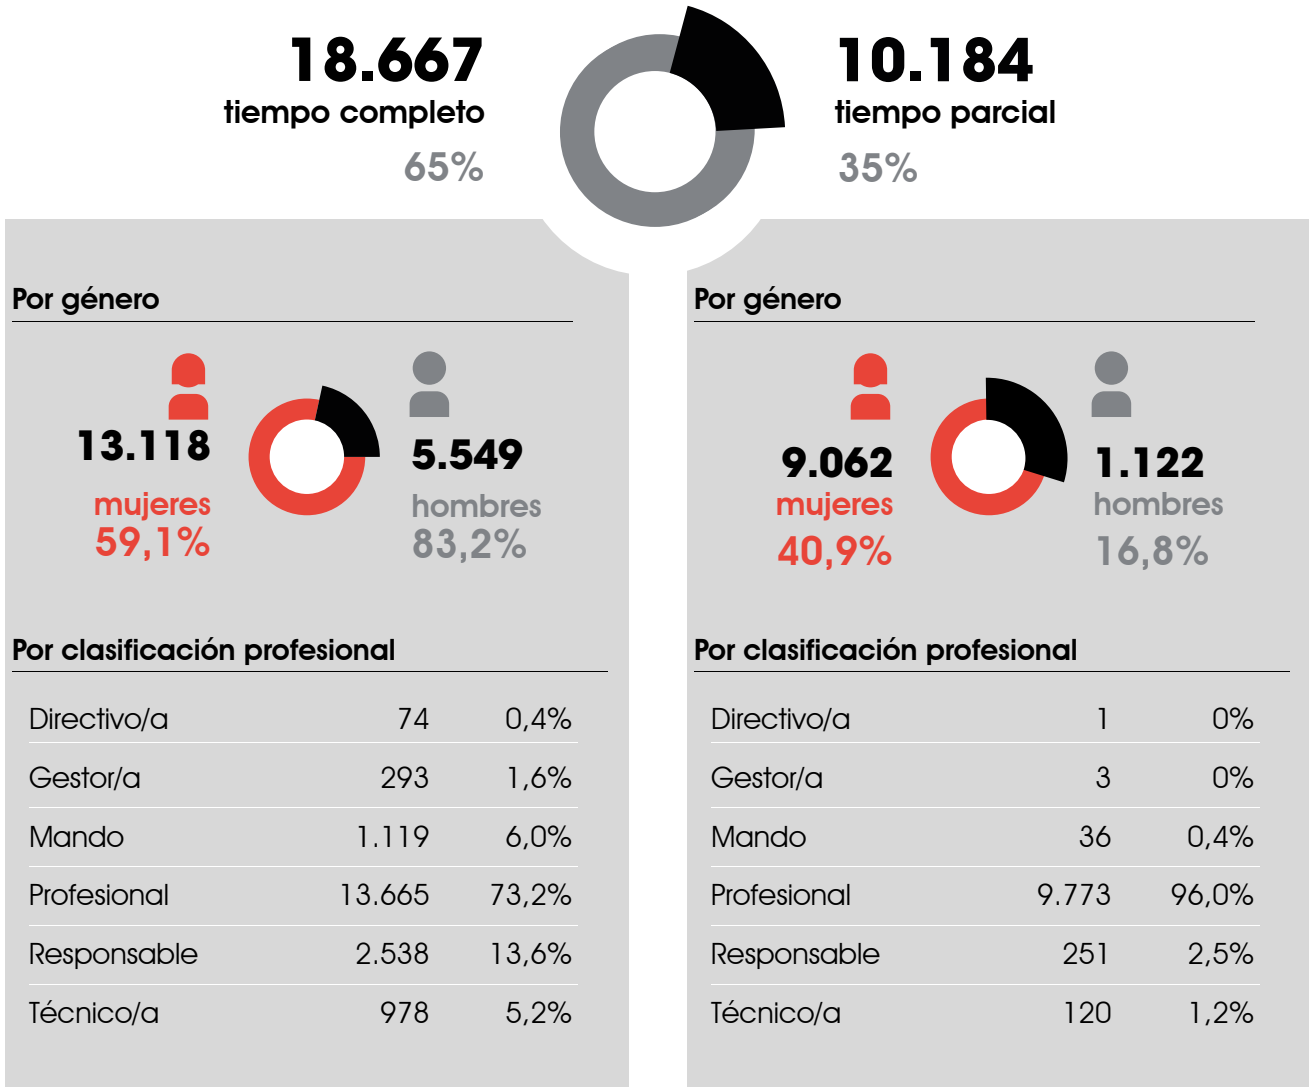 18.667
tiempo completo
65%
10.184
tiempo parcial
35%
Por género
13.118
mujeres
59,1%
5.549
hombres
83,2%
Por clasificación profesional
Directivo/a 74 0,4%
Gestor/a 293 1,6%
Mando 1.119 6,0%
Profesional 13.665 73,2%
Responsable 2.538 13,6%
Técnico/a 978 5,2%
Por género
9.062
mujeres
40,9%
1.122
hombres
16,8%
Por clasificación profesional
Directivo/a 1 0%
Gestor/a 3 0%
Mando 36 0,4%
Profesional 9.773 96,0%
Responsable 251 2,5%
Técnico/a 120 1,2%